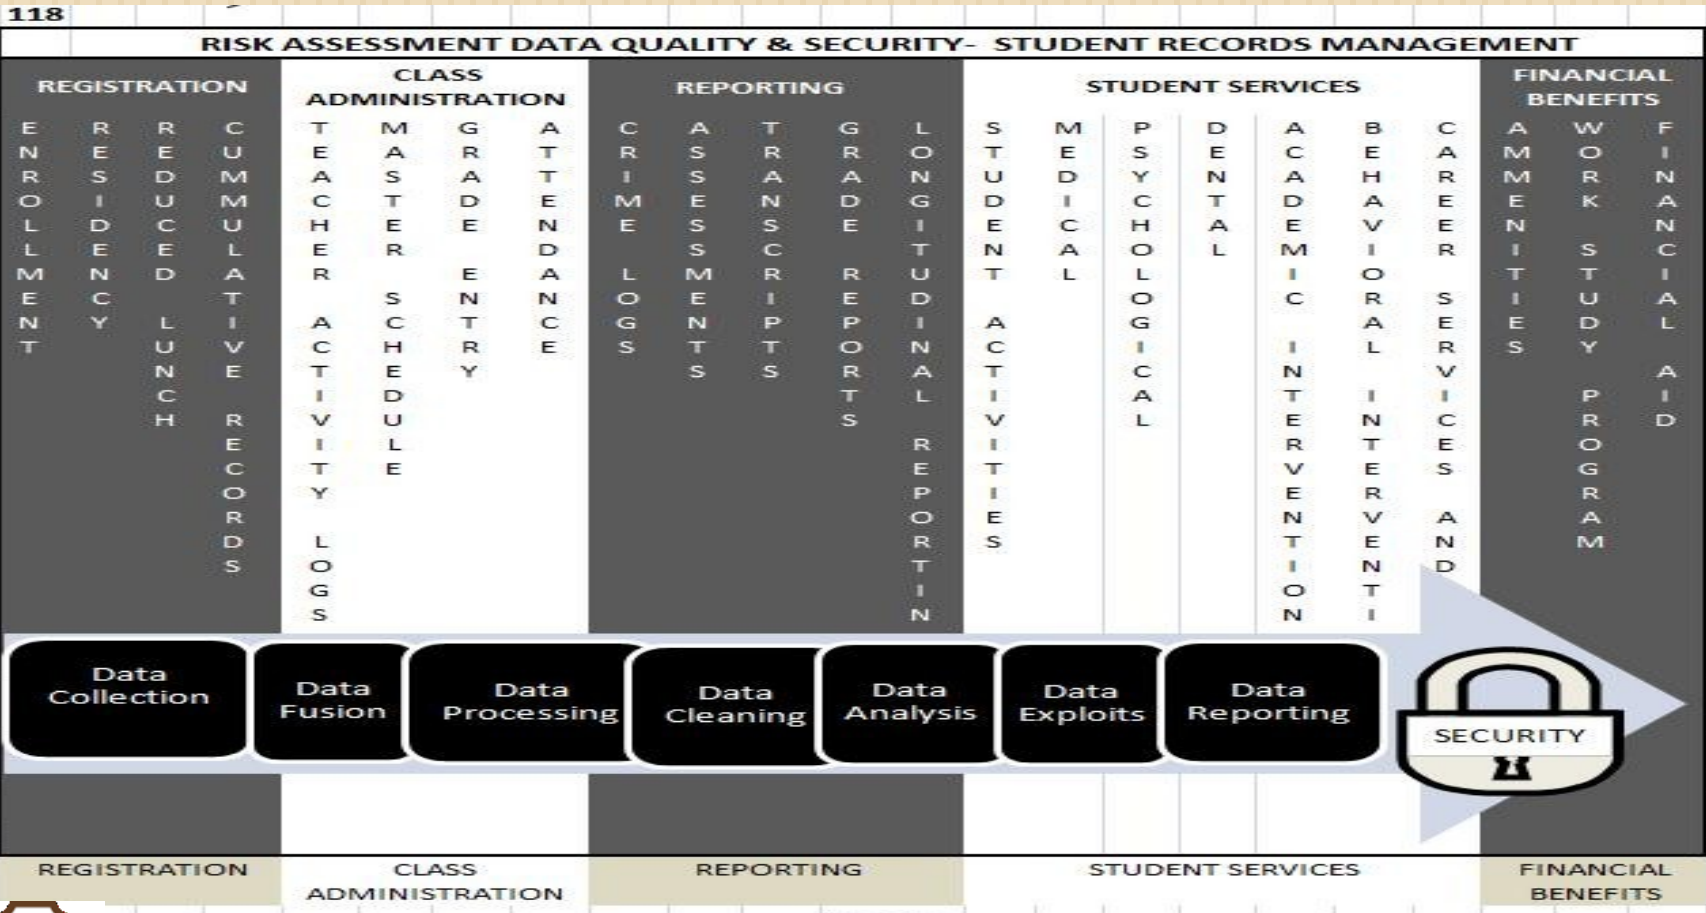 118
RISK ASSESSMENT DATA QUALITY & SECURITY- STUDENT RECORDS MANAGEMENT
REGISTRATION
CLASS
ADMINISTRATION
REPORTING
STUDENT SERVICES
FINANCIAL
BENEFITS
ENROLLMENT
RESIDENCY
REDUCED LUNCH
CUMMULATIVE RECORDS
TEACHER ACTIVITY LOGS
MASTER SCHEDULE
GRADE ENTRY
ATTENDANCE
CRIME LOGS
ASSESSMENTS
TRANSCRIPTS
GRADE REPORTS
LONGITUDINAL REPORTIN
STUDENT ACTIVITIES
MEDICAL
PSYCHOLOGICAL
DENTAL
ACADEMIC INTERVENTION
BEHAVIORAL INTERVENTI
CAREER SERVICES AND
AMMENITIES
WORK STUDY PROGRAM
FINANCIAL AID
Data
Collection
Data
Fusion
Data
Processing
Data
Cleaning
Data
Analysis
Data
Exploits
Data
Reporting
SECURITY
REGISTRATION
CLASS
ADMINISTRATION
REPORTING
STUDENT SERVICES
FINANCIAL
BENEFITS